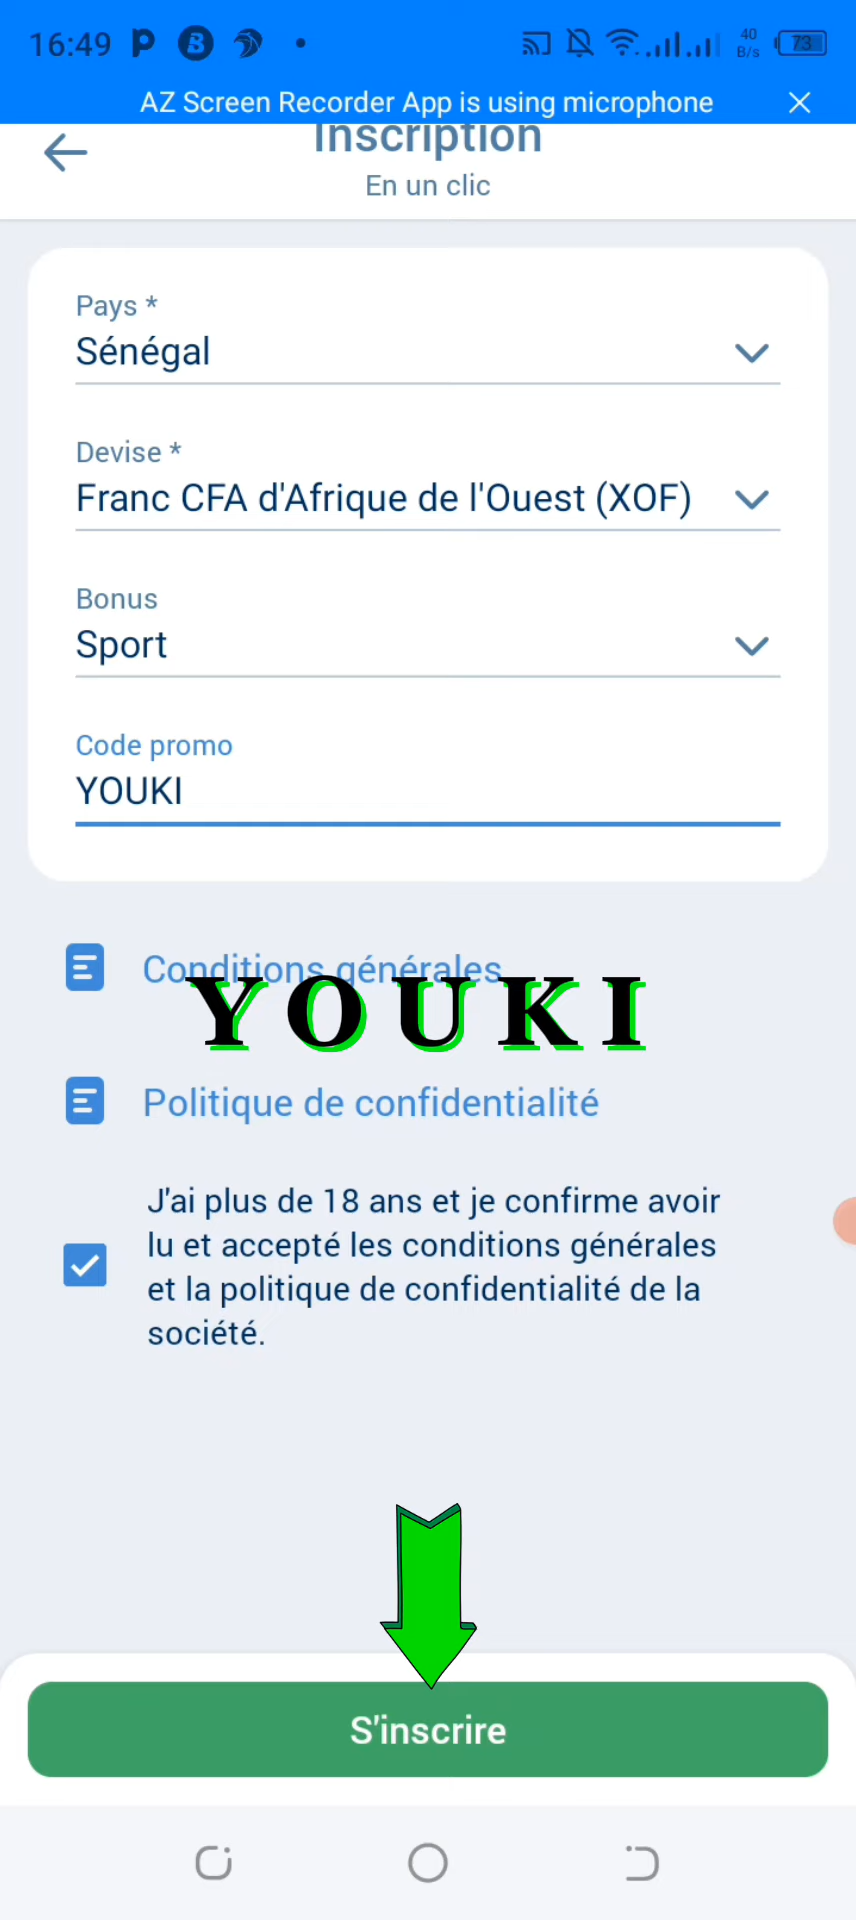 16:49
40
B/s
73
AZ Screen Recorder App is using microphone
Inscription
En un clic
Pays *
Sénégal
Devise *
Franc CFA d'Afrique de l'Ouest (XOF)
Bonus
Sport
Code promo
YOUKI
Conditions générales
YOUKI
Politique de confidentialité
J'ai plus de 18 ans et je confirme avoir
lu et accepté les conditions générales
et la politique de confidentialité de la
société.
S'inscrire